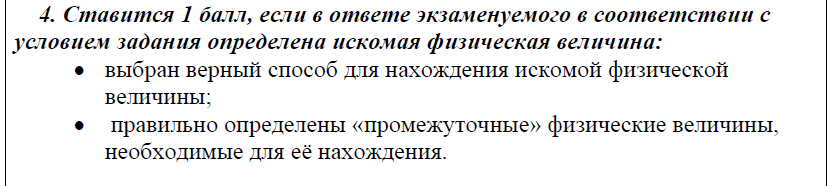 4. Ставится 1 балл, если в ответе экзаменуемого в соответствии с
условием задания определена искомая физическая величина:
• выбран верный способ для нахождения искомой физической
величины;
• правильно определены «промежуточные» физические величины,
необходимые для её нахождения.